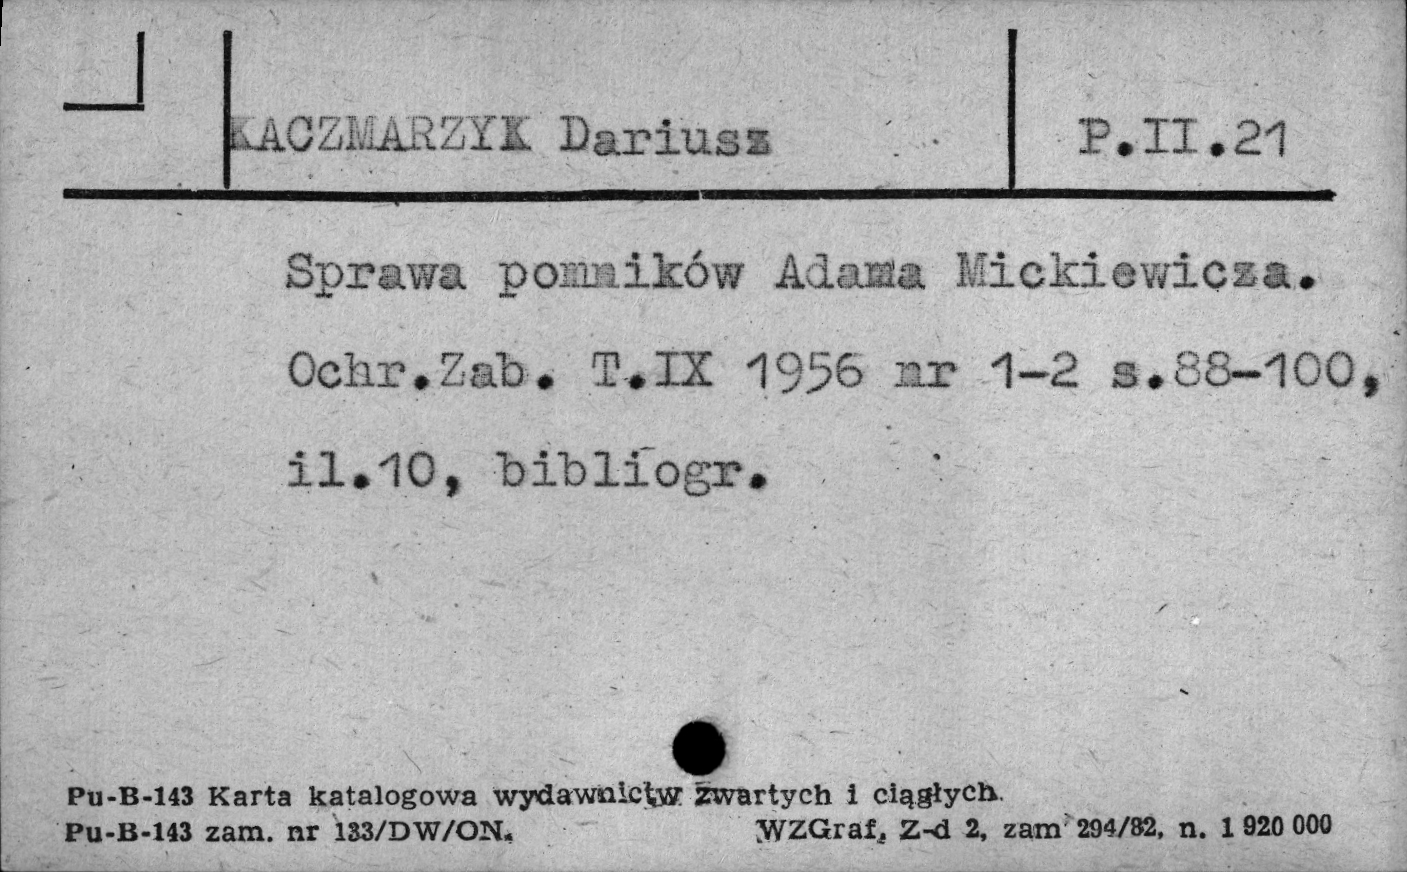 KACZMARZYK Dariusz
P.II.21
Sprawa pomników Adama Mickiewicza.
Ochr.Zab. T.IX 1956 nr 1-2 s.88-100,
il.10, bibliogr.
Pu-B-143 Karta katalogowa wydawnictw zwartych i ciągłych.
Pu-B-143 zam. nr 133/DW/ON. WZGraf. Z-d 2, zam 294/82, n. 1 920 000